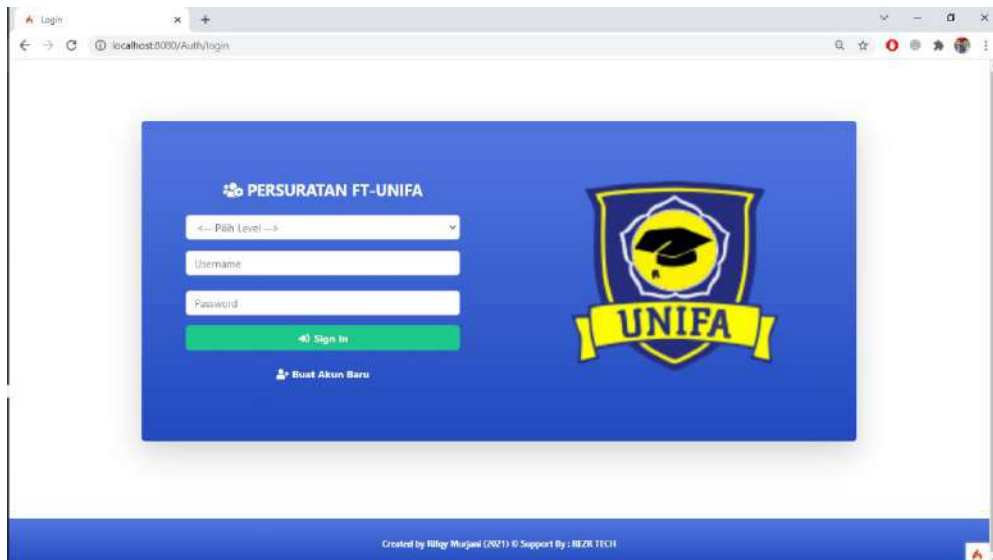 Login
localhost:8080/Auth/login
PERSURATAN FT-UNIFA
<-- Pilih Level -->
Username
Password
Sign In
Buat Akun Baru
UNIFA
Created by Rifqy Murjani (2021) © Support By : REZR TECH